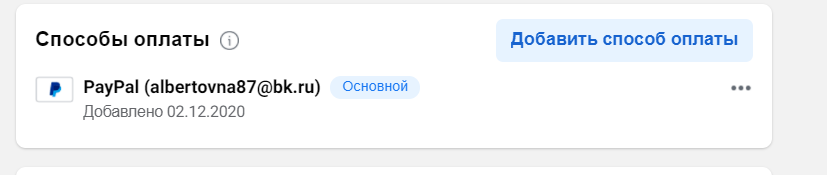 Способы оплаты
Добавить способ оплаты
PayPal (albertovna87@bk.ru) Основной
Добавлено 02.12.2020